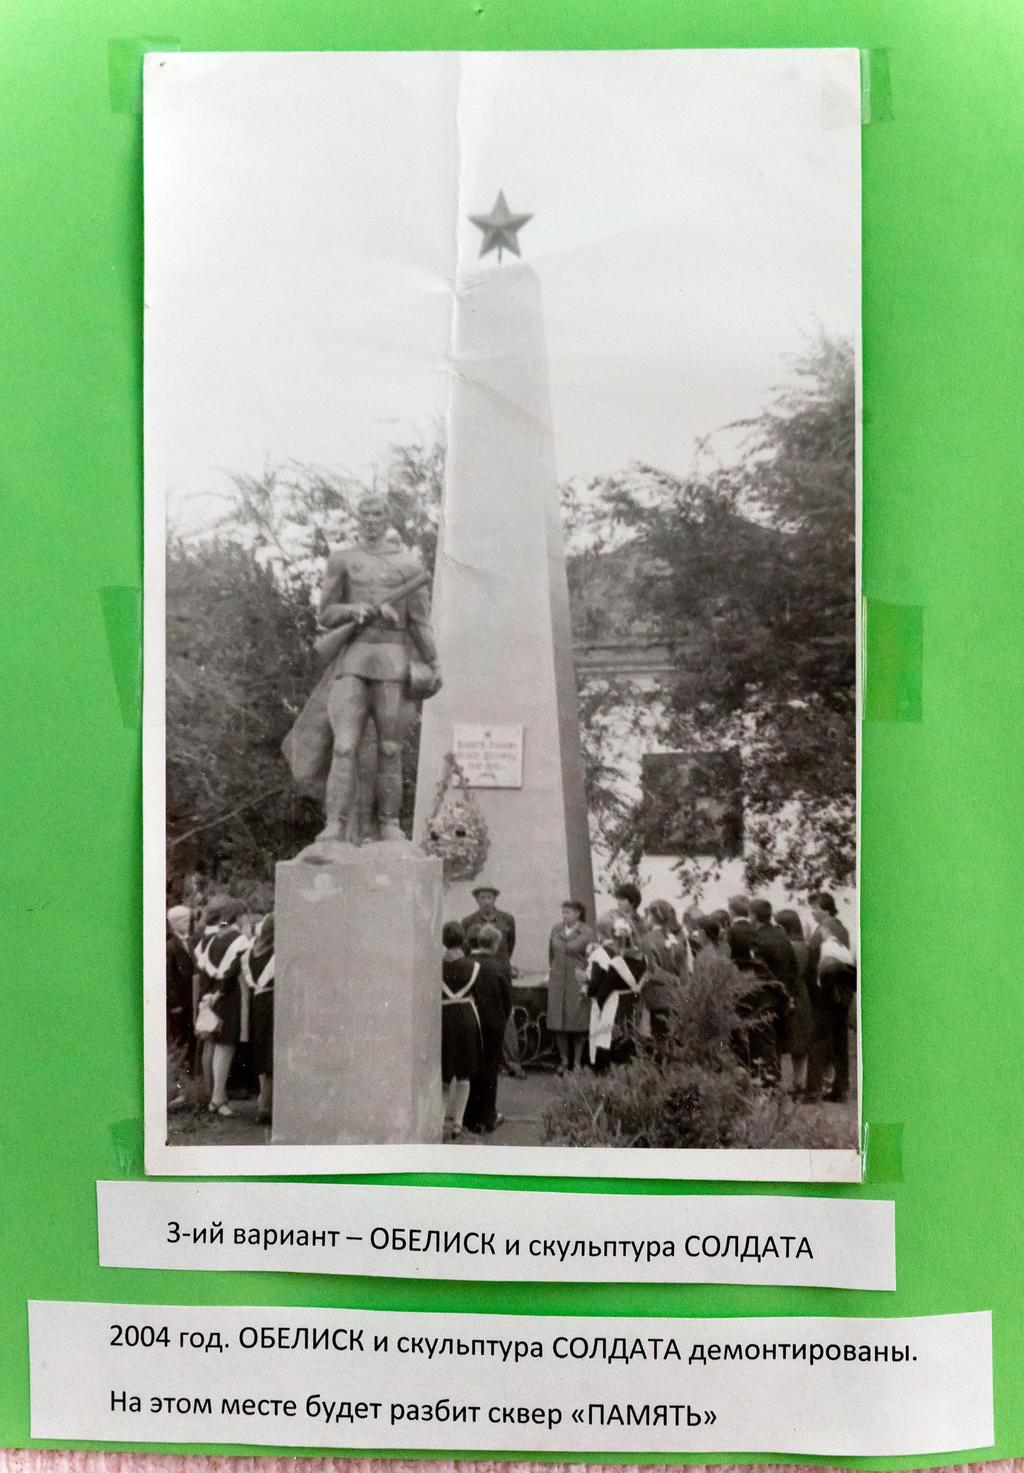 3-ий вариант – ОБЕЛИСК и скульптура СОЛДАТА
2004 год. ОБЕЛИСК и скульптура СОЛДАТА демонтированы.
На этом месте будет разбит сквер «ПАМЯТЬ»